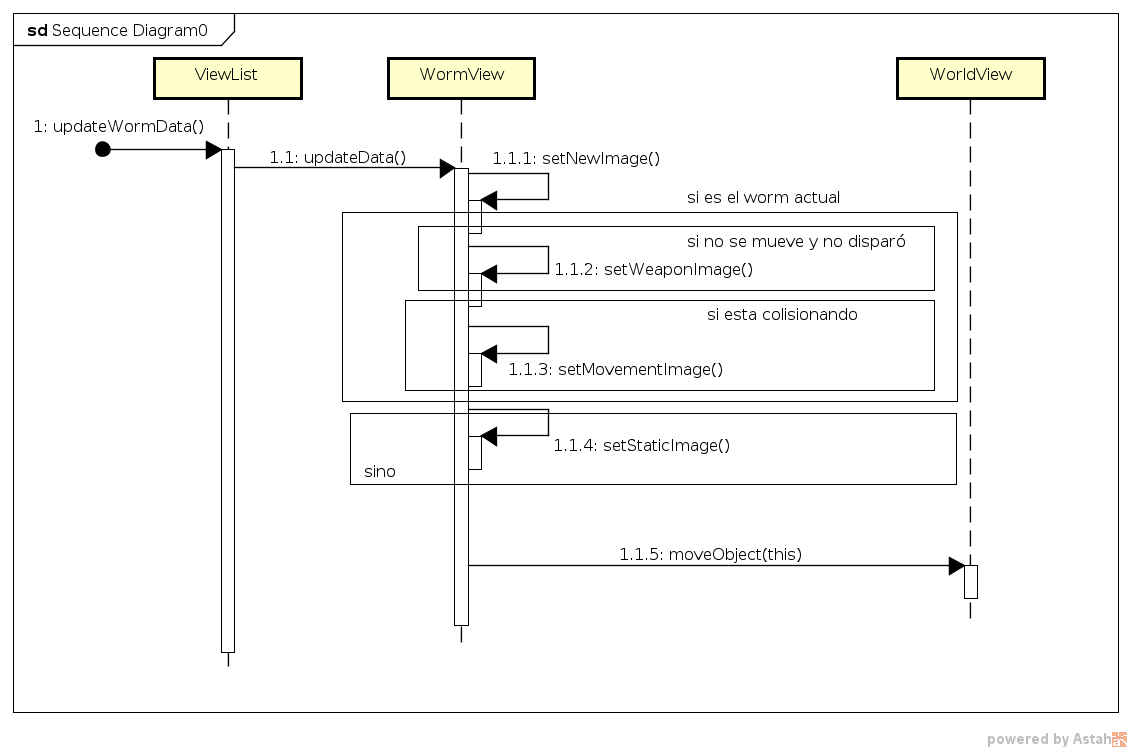 sd Sequence Diagram0
ViewList
WormView
WorldView
1: updateWormData()
1.1: updateData()
1.1.1: setNewImage()
si es el worm actual
si no se mueve y no disparó
1.1.2: setWeaponImage()
si esta colisionando
1.1.3: setMovementImage()
1.1.4: setStaticImage()
sino
1.1.5: moveObject(this)
powered by Astah